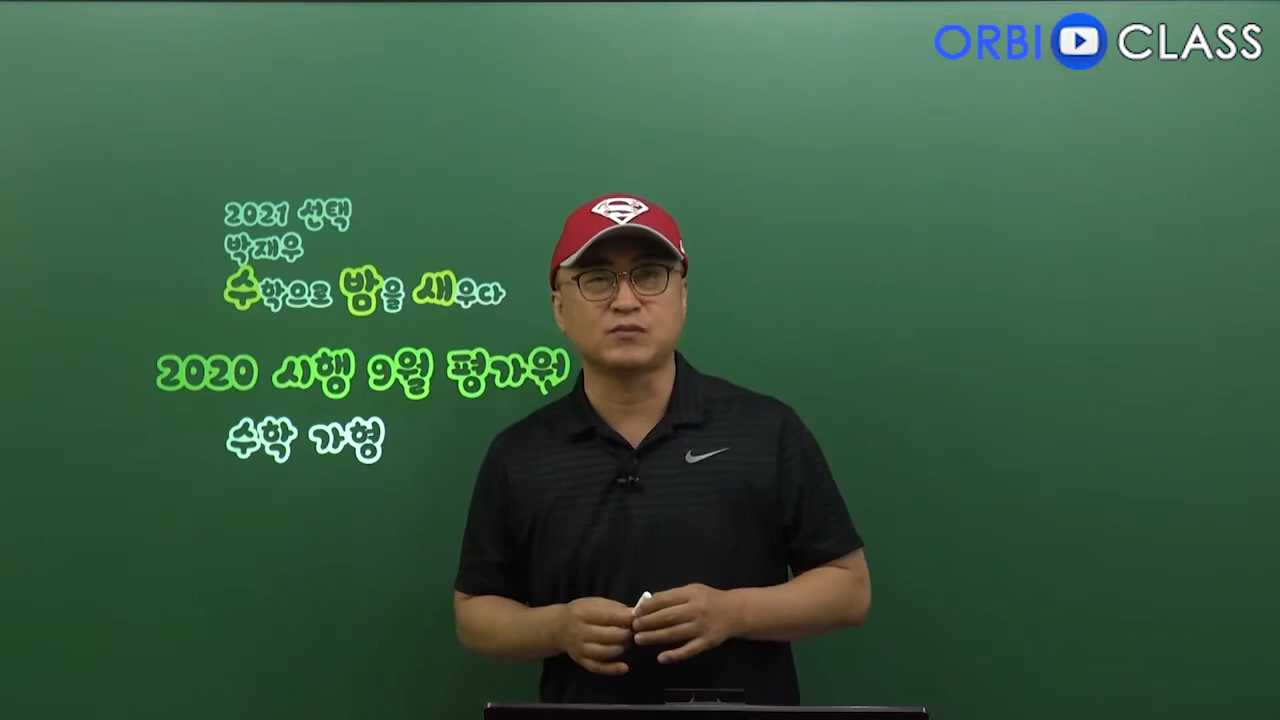 ORBI CLASS
2021 선택
박재우
수학으로 밤을 새우다
2020 시행 9월 평가원
수학 가형